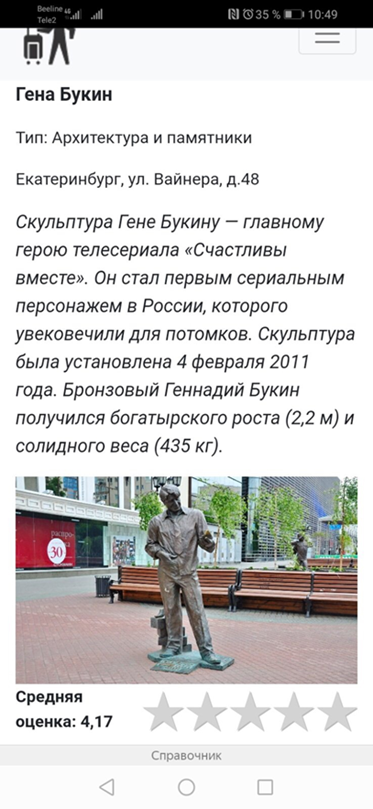 Beeline 4G
Tele2
35 % 10:49
Гена Букин
Тип: Архитектура и памятники
Екатеринбург, ул. Вайнера, д.48
Скульптура Гене Букину — главному
герою телесериала «Счастливы
вместе». Он стал первым сериальным
персонажем в России, которого
увековечили для потомков. Скульптура
была установлена 4 февраля 2011
года. Бронзовый Геннадий Букин
получился богатырского роста (2,2 м) и
солидного веса (435 кг).
распро-
30
Средняя
оценка: 4,17
Справочник